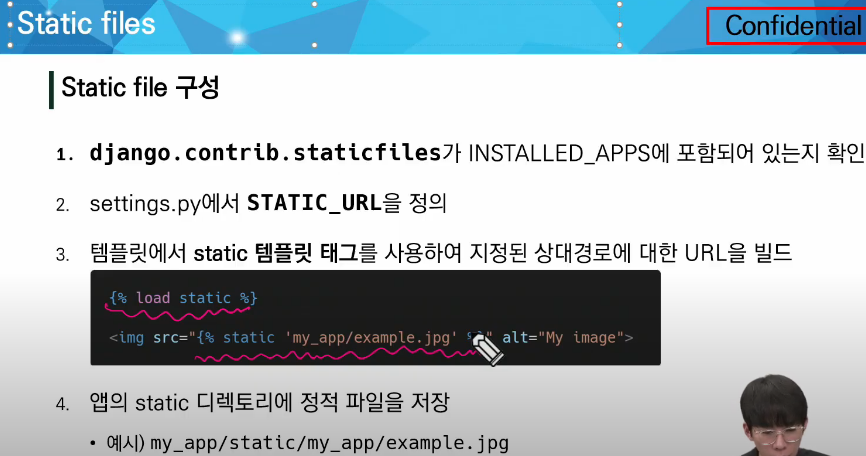 Static files
Confidential
Static file 구성
1. django.contrib.staticfiles가 INSTALLED_APPS에 포함되어 있는지 확인
2. settings.py에서 STATIC_URL을 정의
3. 템플릿에서 static 템플릿 태그를 사용하여 지정된 상대경로에 대한 URL을 빌드
{% load static %}
<img src="{% static 'my_app/example.jpg' %}" alt="My image">
4. 앱의 static 디렉토리에 정적 파일을 저장
• 예시) my_app/static/my_app/example.jpg